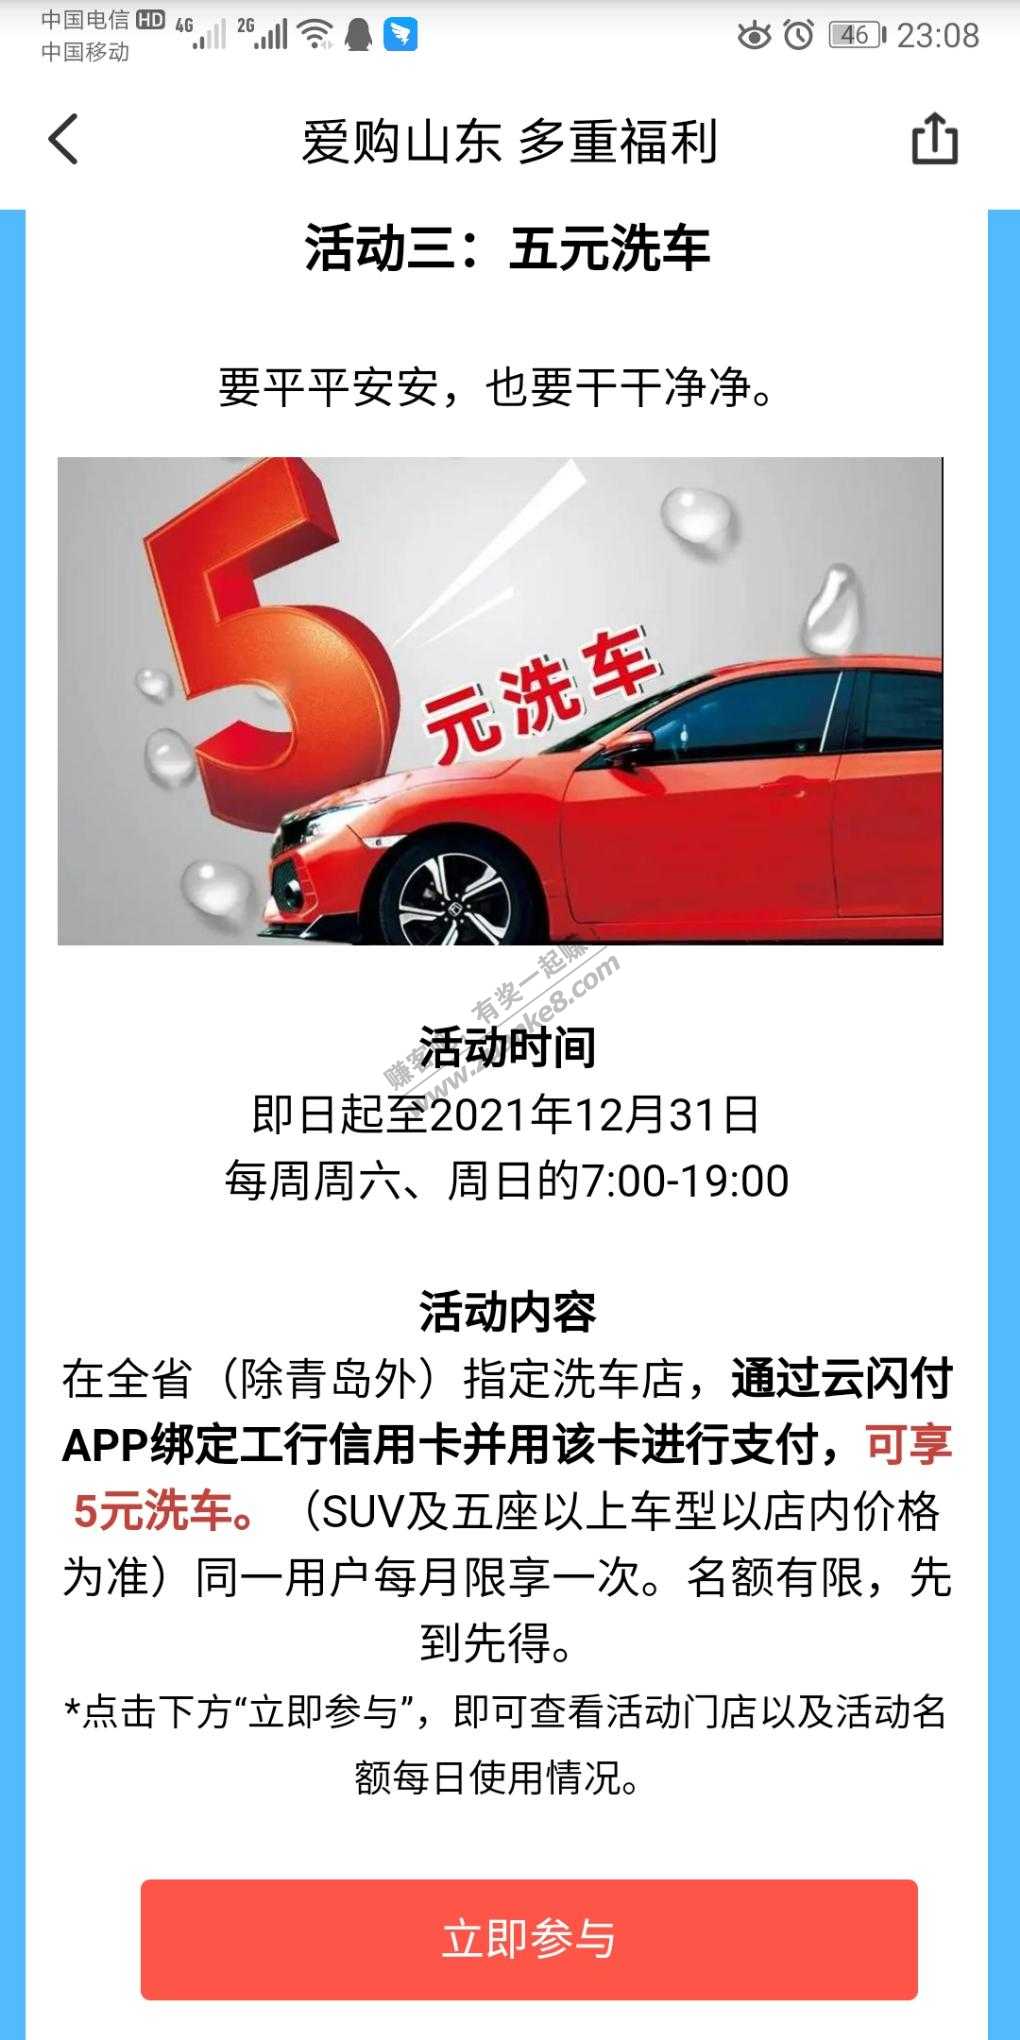 中国电信 HD 4G 2G 46 23:08
中国移动
爱购山东 多重福利
活动三：五元洗车
要平平安安，也要干干净净。
5
元洗车
赚客吧，有奖一起赚
www.zuanke8.com
活动时间
即日起至2021年12月31日
每周周六、周日的7:00-19:00
活动内容
在全省（除青岛外）指定洗车店，通过云闪付
APP绑定工行信用卡并用该卡进行支付，可享
5元洗车。（SUV及五座以上车型以店内价格
为准）同一用户每月限享一次。名额有限，先
到先得。
*点击下方“立即参与”，即可查看活动门店以及活动名
额每日使用情况。
立即参与